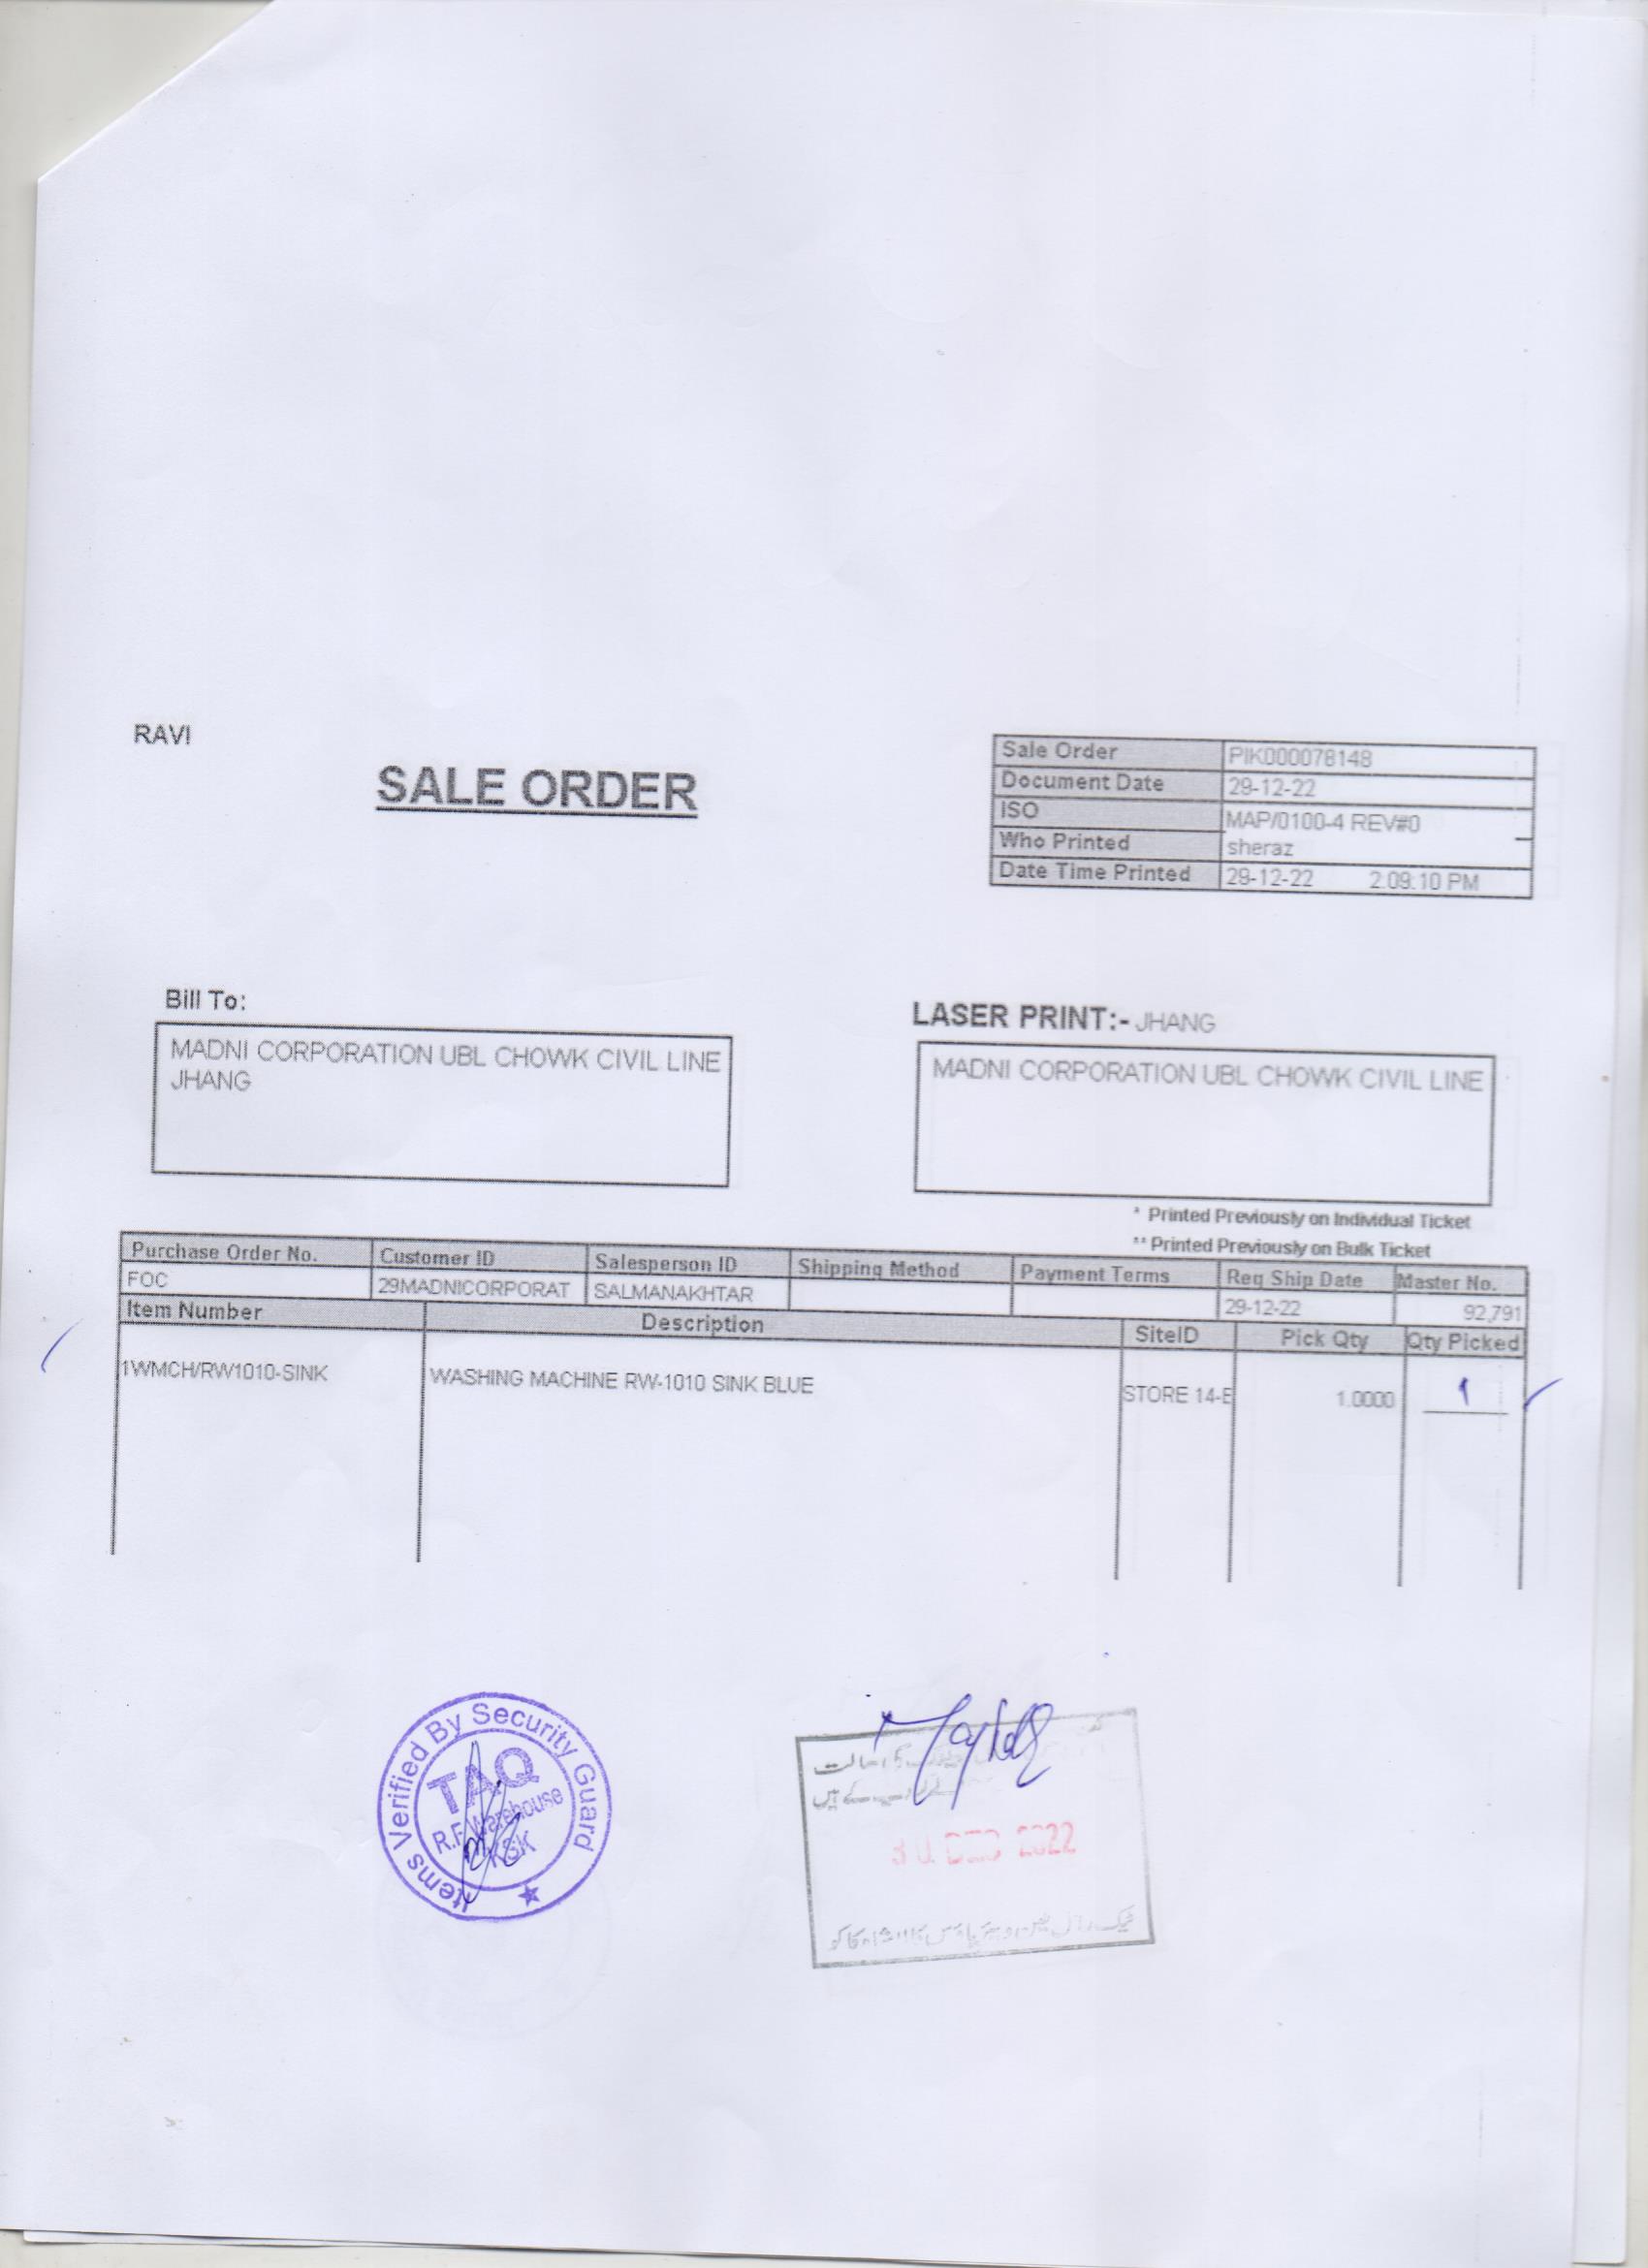 RAVI
SALE ORDER
Sale Order PIK000078148
Document Date 29-12-22
ISO MAP/0100-4 REV#0
Who Printed sheraz
Date Time Printed 29-12-22 2:09:10 PM
Bill To:
MADNI CORPORATION UBL CHOWK CIVIL LINE
JHANG
LASER PRINT:- JHANG
MADNI CORPORATION UBL CHOWK CIVIL LINE
* Printed Previously on Individual Ticket
** Printed Previously on Bulk Ticket
Purchase Order No. Customer ID Salesperson ID Shipping Method Payment Terms Req Ship Date Master No.
FOC 29MADNICORPORAT SALMANAKHTAR 29-12-22 92,791
Item Number Description SiteID Pick Qty Qty Picked
1WMCH/RW1010-SINK WASHING MACHINE RW-1010 SINK BLUE STORE 14-E 1.0000 1
Items Verified By Security Guard
TAQ
R.F Warehouse
KSK
حالت
ہیں
30 DEC 2022